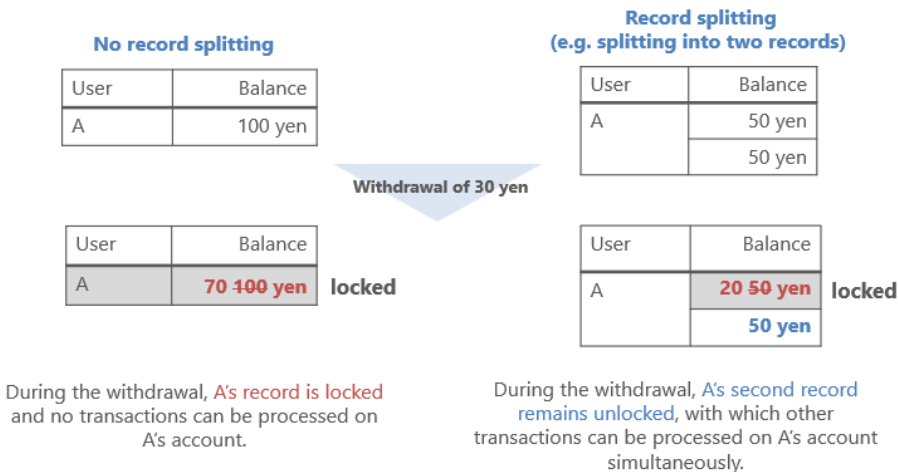 No record splitting
User Balance
A 100 yen
Record splitting
(e.g. splitting into two records)
User Balance
A 50 yen
50 yen
Withdrawal of 30 yen
User Balance
A 70 100 yen locked
During the withdrawal, A's record is locked
and no transactions can be processed on
A's account.
User Balance
A 20 50 yen locked
50 yen
During the withdrawal, A's second record
remains unlocked, with which other
transactions can be processed on A's account
simultaneously.